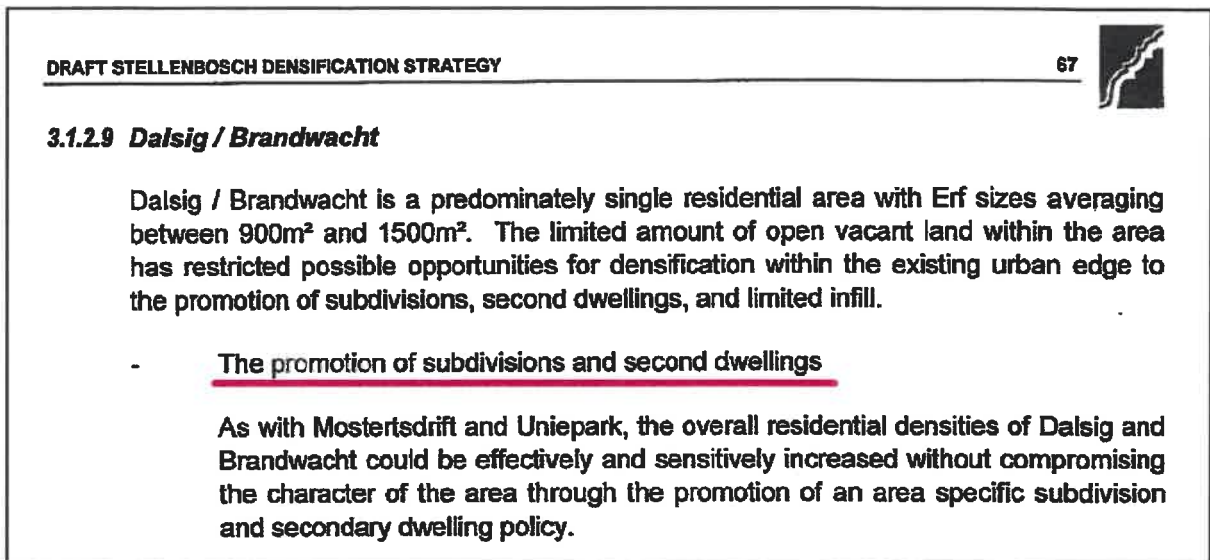 DRAFT STELLENBOSCH DENSIFICATION STRATEGY 67
3.1.2.9 Dalsig / Brandwacht
Dalsig / Brandwacht is a predominately single residential area with Erf sizes averaging
between 900m² and 1500m². The limited amount of open vacant land within the area
has restricted possible opportunities for densification within the existing urban edge to
the promotion of subdivisions, second dwellings, and limited infill.
- The promotion of subdivisions and second dwellings
As with Mostertsdrift and Uniepark, the overall residential densities of Dalsig and
Brandwacht could be effectively and sensitively increased without compromising
the character of the area through the promotion of an area specific subdivision
and secondary dwelling policy.